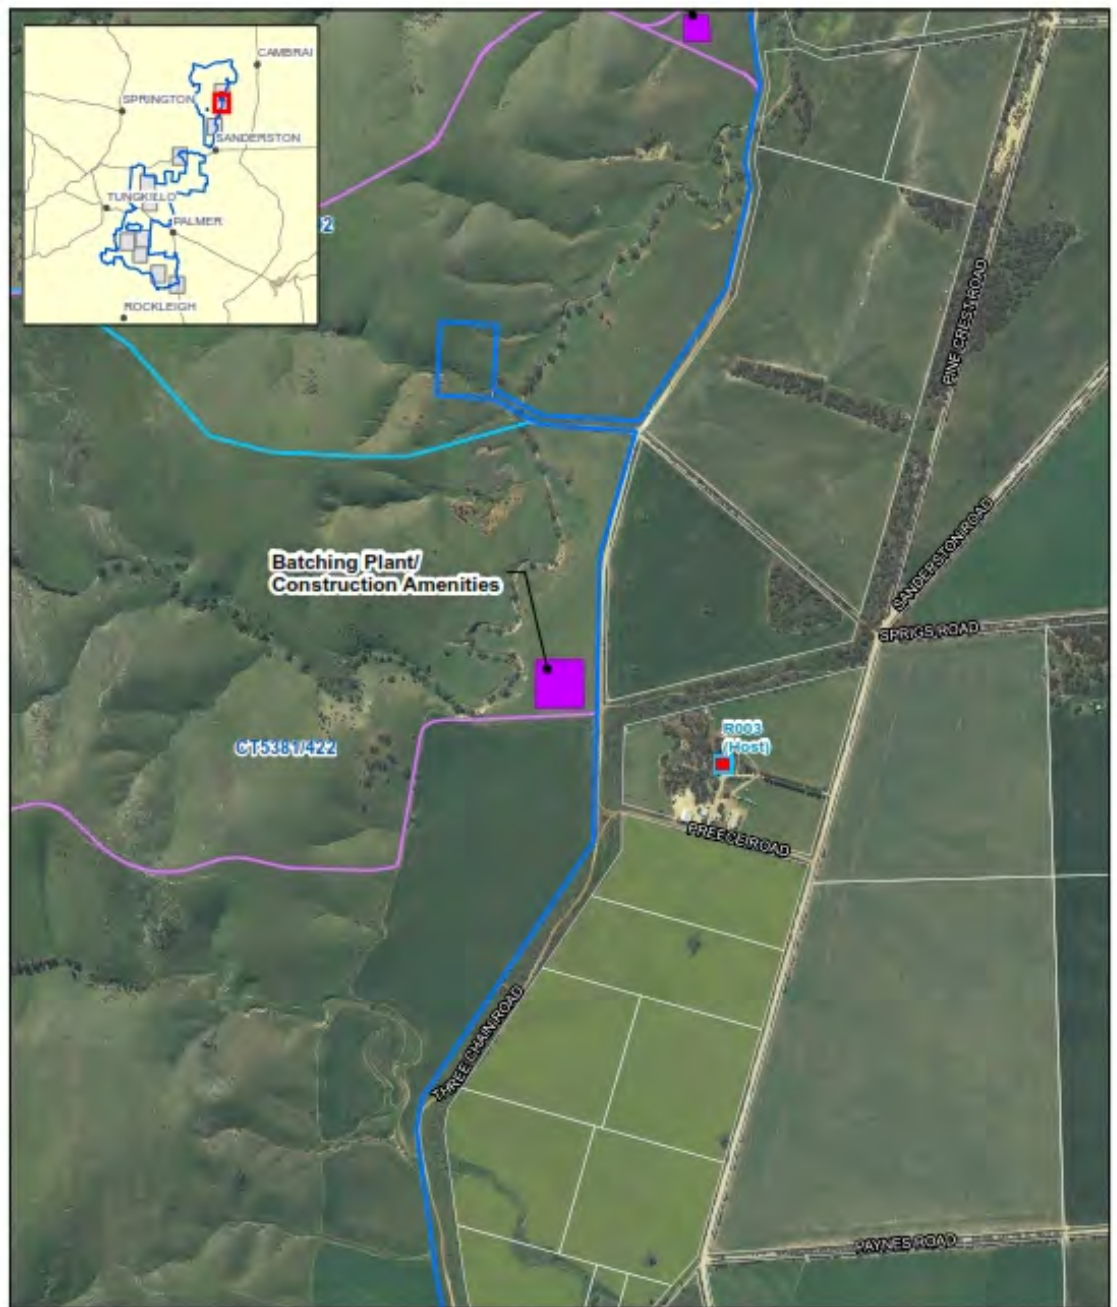 CAMBRAI
SPRINGTON
SANDERSTON
TUNGKILLO
PALMER
ROCKLEIGH
2
PINE CREST ROAD
SANDERSTON ROAD
Batching Plant/
Construction Amenities
SPRIGS ROAD
R003
(Host)
CT5381/422
PREECE ROAD
THREE CHAIN ROAD
PAYNES ROAD